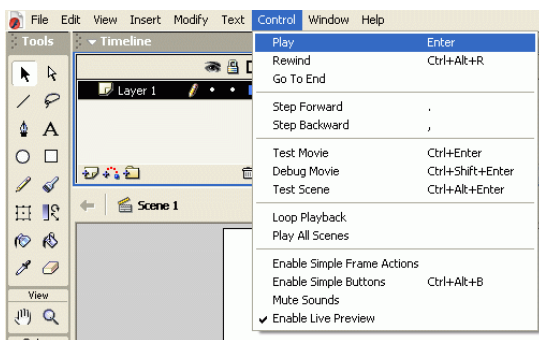 File Edit View Insert Modify Text Control Window Help
Tools
Timeline
Play Enter
Rewind Ctrl+Alt+R
Go To End
Layer 1
Step Forward .
Step Backward ,
A
Test Movie Ctrl+Enter
Debug Movie Ctrl+Shift+Enter
Test Scene Ctrl+Alt+Enter
Scene 1
Loop Playback
Play All Scenes
Enable Simple Frame Actions
Enable Simple Buttons Ctrl+Alt+B
View
Mute Sounds
Enable Live Preview